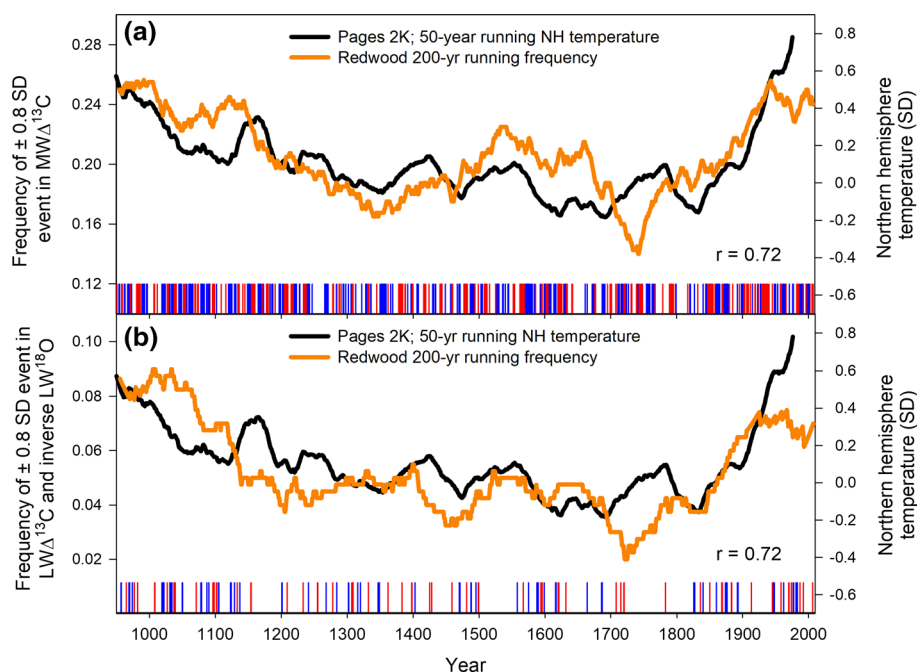 (a)
Pages 2K; 50-year running NH temperature
Redwood 200-yr running frequency
Frequency of ± 0.8 SD
event in MWΔ¹³C
0.28
0.24
0.20
0.16
0.12
0.8
0.6
0.4
0.2
0.0
-0.2
-0.4
-0.6
Northern hemisphere
temperature (SD)
r = 0.72
(b)
Pages 2K; 50-yr running NH temperature
Redwood 200-yr running frequency
Frequency of ± 0.8 SD event in
LWΔ¹³C and inverse LW¹⁸O
0.10
0.08
0.06
0.04
0.02
0.8
0.6
0.4
0.2
0.0
-0.2
-0.4
-0.6
Northern hemisphere
temperature (SD)
r = 0.72
1000 1100 1200 1300 1400 1500 1600 1700 1800 1900 2000
Year